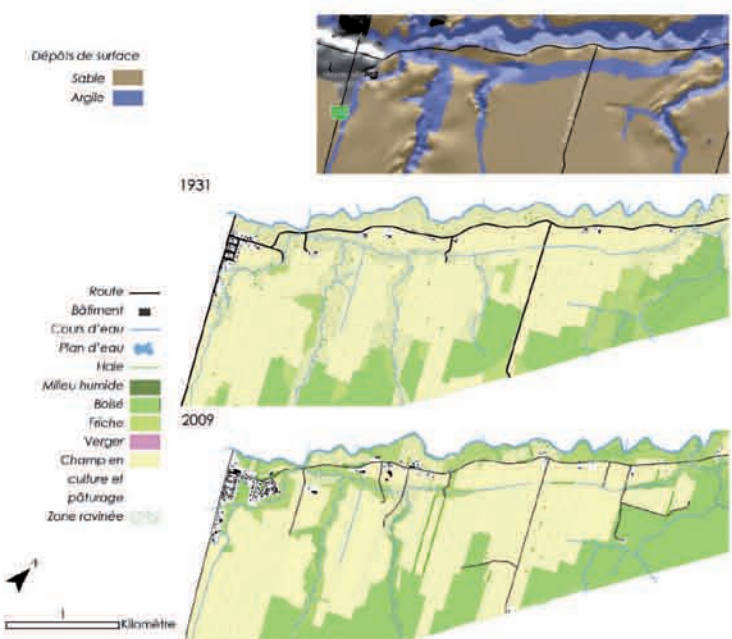 Dépôts de surface
Sable
Argile
1931
Route
Bâtiment
Cours d'eau
Plan d'eau
Haie
Milieu humide
Boisé
Friche
Verger
Champ en
culture et
pâturage
Zone ravinée
2009
Kilomètre